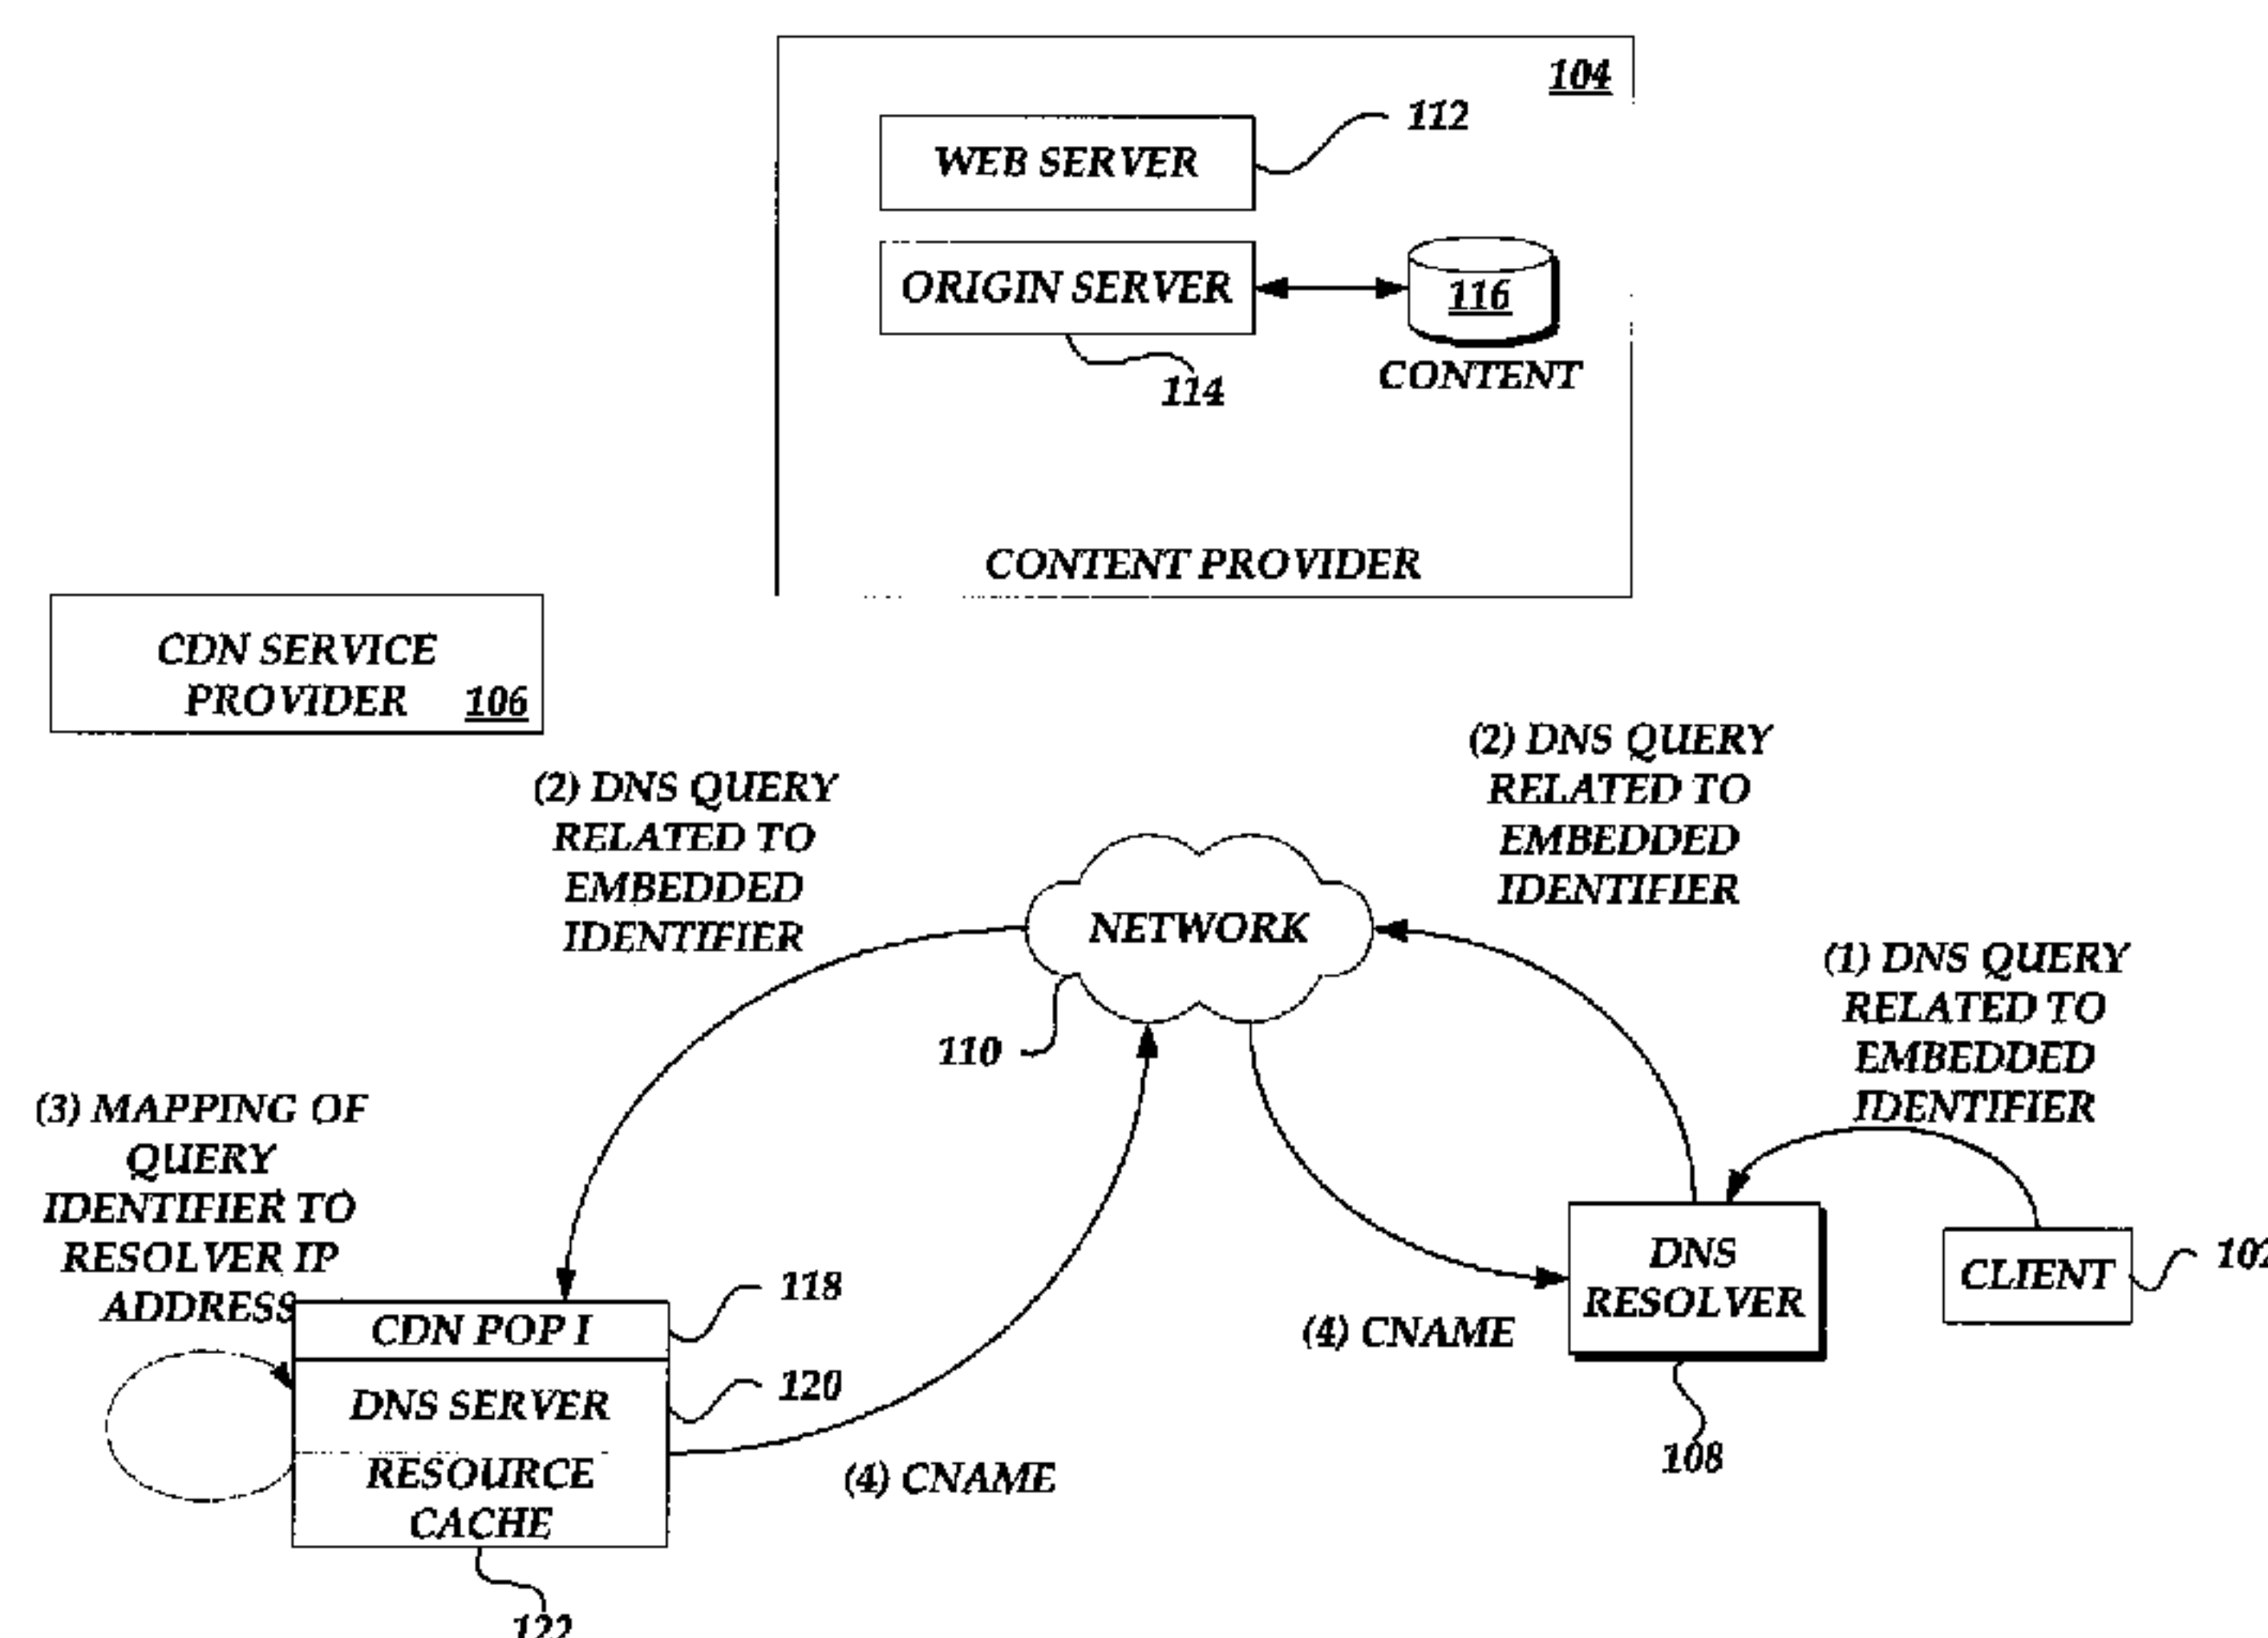 104
WEB SERVER
112
ORIGIN SERVER
116
CONTENT
114
CONTENT PROVIDER
CDN SERVICE
PROVIDER 106
(2) DNS QUERY
RELATED TO
EMBEDDED
IDENTIFIER
(2) DNS QUERY
RELATED TO
EMBEDDED
IDENTIFIER
NETWORK
110
(1) DNS QUERY
RELATED TO
EMBEDDED
IDENTIFIER
(3) MAPPING OF
QUERY
IDENTIFIER TO
RESOLVER IP
ADDRESS
CDN POP I
118
DNS SERVER
120
RESOURCE
CACHE
122
(4) CNAME
(4) CNAME
DNS
RESOLVER
108
CLIENT
102